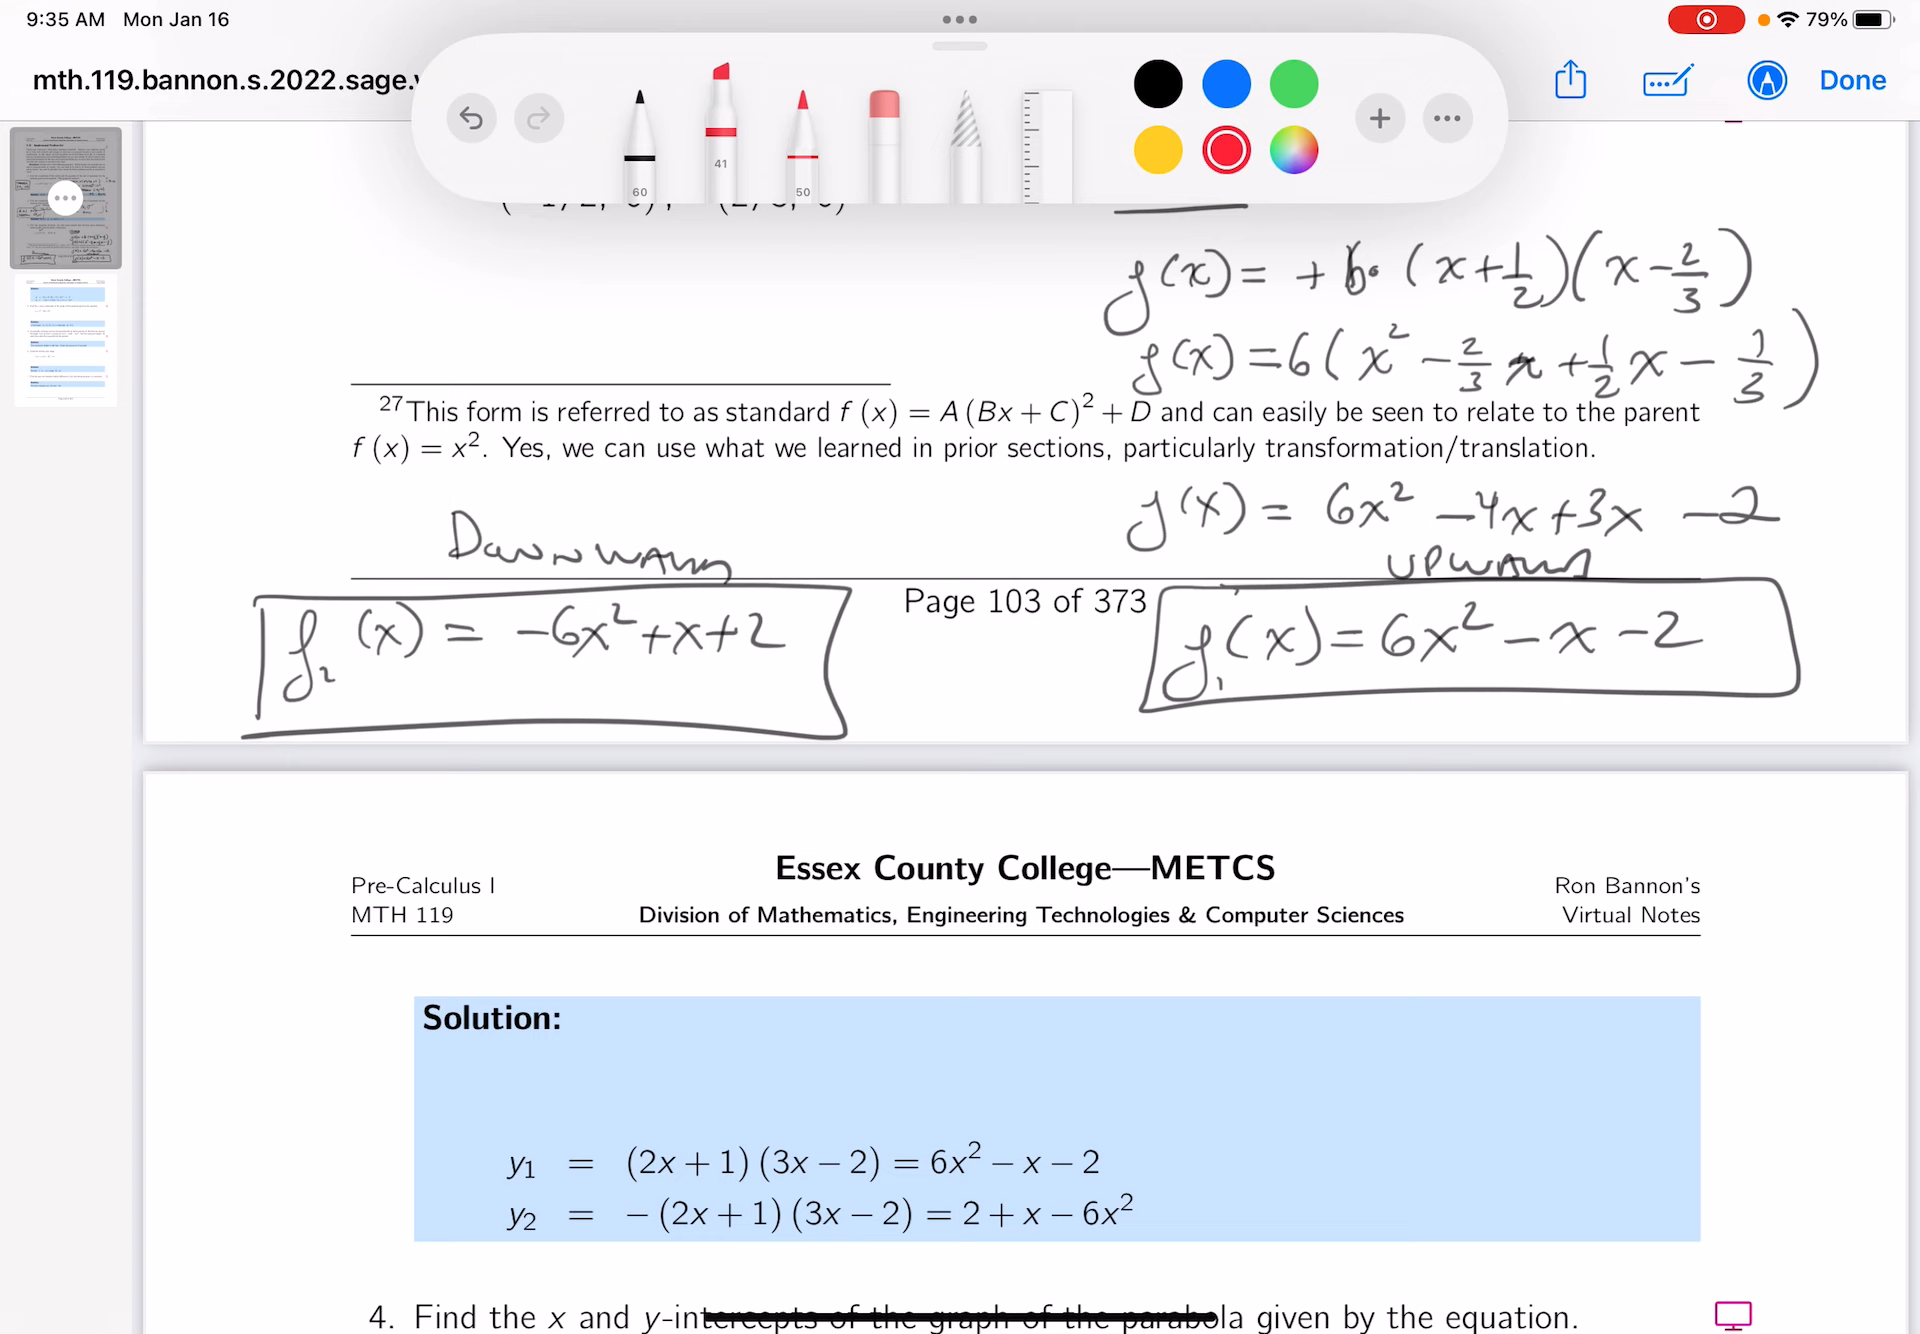 9:35 AM Mon Jan 16
79%
mth.119.bannon.s.2022.sage.
Done
60
41
50
f(x) = + 6 · (x + 1/2)(x − 2/3)
f(x) = 6(x² − 2/3 x + 1/2 x − 1/3)
27 This form is referred to as standard f (x) = A (Bx + C)² + D and can easily be seen to relate to the parent
f (x) = x². Yes, we can use what we learned in prior sections, particularly transformation/translation.
f(x) = 6x² − 4x + 3x − 2
DOWNWARD
UPWARD
Page 103 of 373
f₂(x) = −6x² + x + 2
f₁(x) = 6x² − x − 2
Essex County College—METCS
Pre-Calculus I
Ron Bannon's
MTH 119
Division of Mathematics, Engineering Technologies & Computer Sciences
Virtual Notes
Solution:
y₁ = (2x + 1) (3x − 2) = 6x² − x − 2
y₂ = − (2x + 1) (3x − 2) = 2 + x − 6x²
4. Find the x and y-intercepts of the graph of the parabola given by the equation.